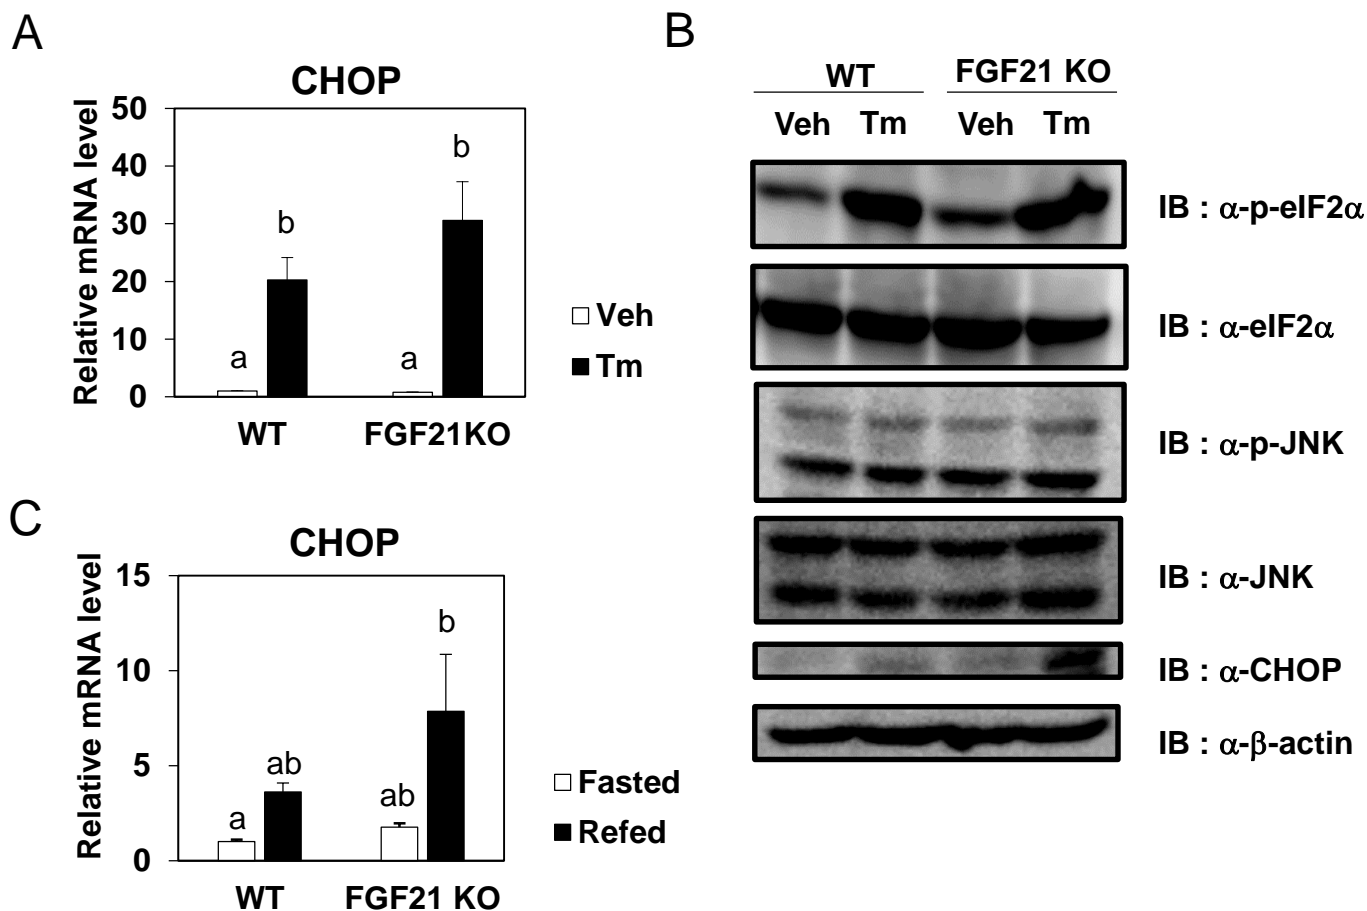 A
CHOP
Relative mRNA level
50
40
30
20
10
0
a
b
a
b
WT
FGF21KO
Veh
Tm
B
WT
FGF21 KO
Veh
Tm
Veh
Tm
IB : α-p-eIF2α
IB : α-eIF2α
IB : α-p-JNK
IB : α-JNK
IB : α-CHOP
IB : α-β-actin
C
CHOP
Relative mRNA level
15
10
5
0
a
ab
ab
b
WT
FGF21 KO
Fasted
Refed